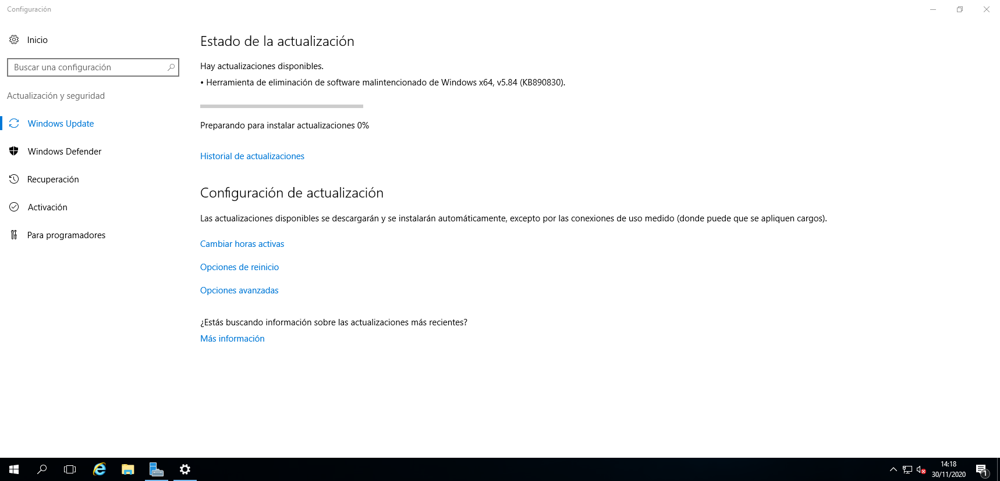 Configuración
Inicio
Buscar una configuración
Actualización y seguridad
Windows Update
Windows Defender
Recuperación
Activación
Para programadores
Estado de la actualización
Hay actualizaciones disponibles.
• Herramienta de eliminación de software malintencionado de Windows x64, v5.84 (KB890830).
Preparando para instalar actualizaciones 0%
Historial de actualizaciones
Configuración de actualización
Las actualizaciones disponibles se descargarán y se instalarán automáticamente, excepto por las conexiones de uso medido (donde puede que se apliquen cargos).
Cambiar horas activas
Opciones de reinicio
Opciones avanzadas
¿Estás buscando información sobre las actualizaciones más recientes?
Más información
14:18
30/11/2020
1